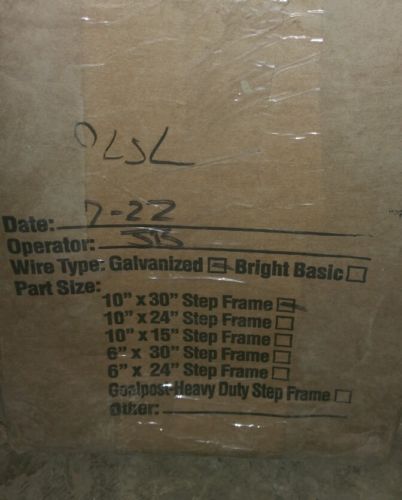 Date: 7-22
Operator:
Wire Type: Galvanized Bright Basic
Part Size:
10" x 30" Step Frame
10" x 24" Step Frame
10" x 15" Step Frame
6" x 30" Step Frame
6" x 24" Step Frame
Goalpost-Heavy Duty Step Frame
Other: